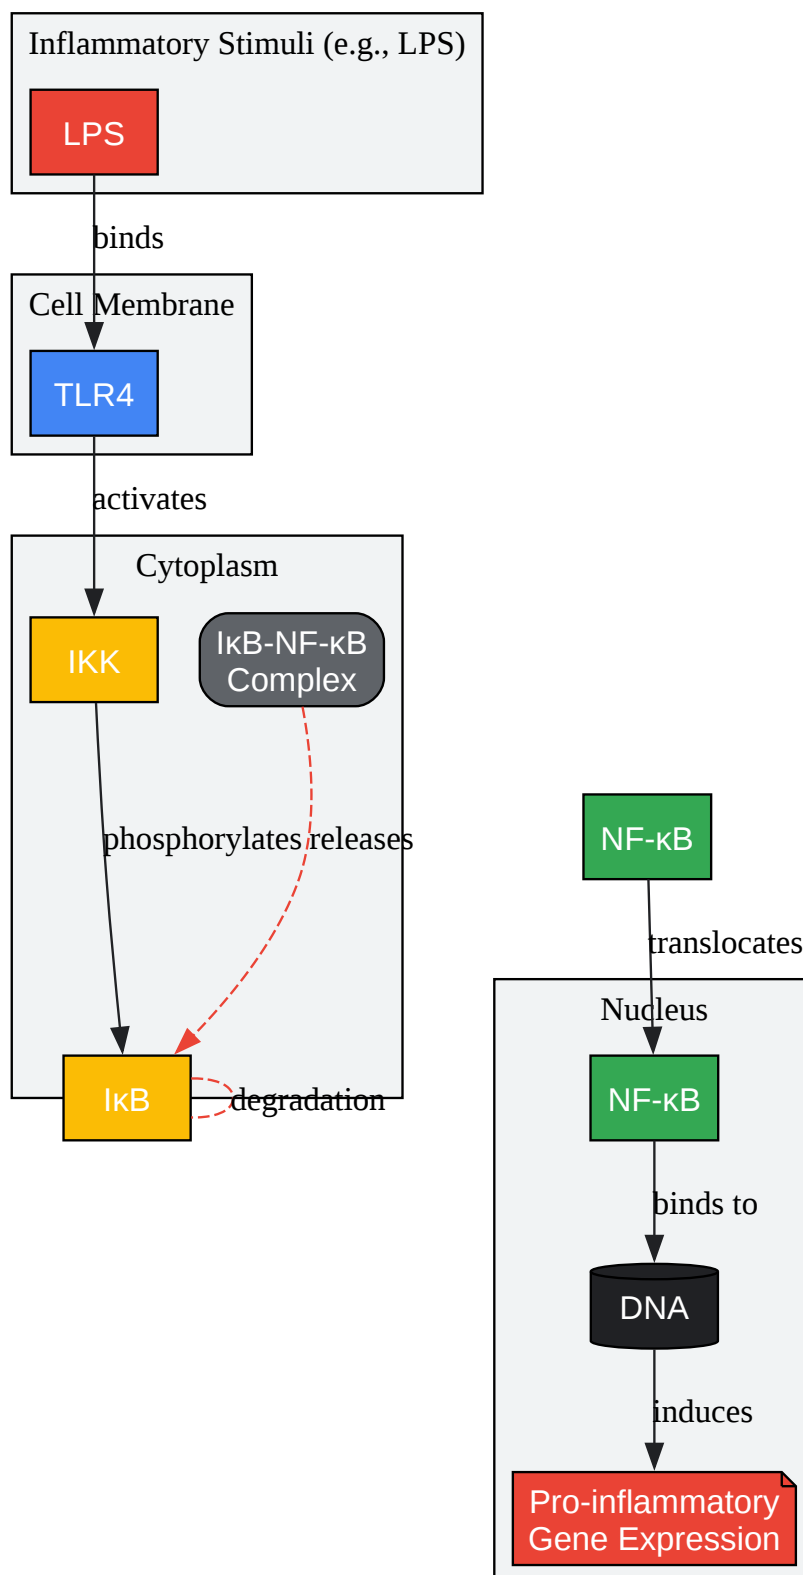 Inflammatory Stimuli (e.g., LPS)
LPS
binds
Cell Membrane
TLR4
activates
Cytoplasm
IKK
IκB-NF-κB
Complex
phosphorylates
releases
NF-κB
translocates
Nucleus
IκB
degradation
NF-κB
binds to
DNA
induces
Pro-inflammatory
Gene Expression